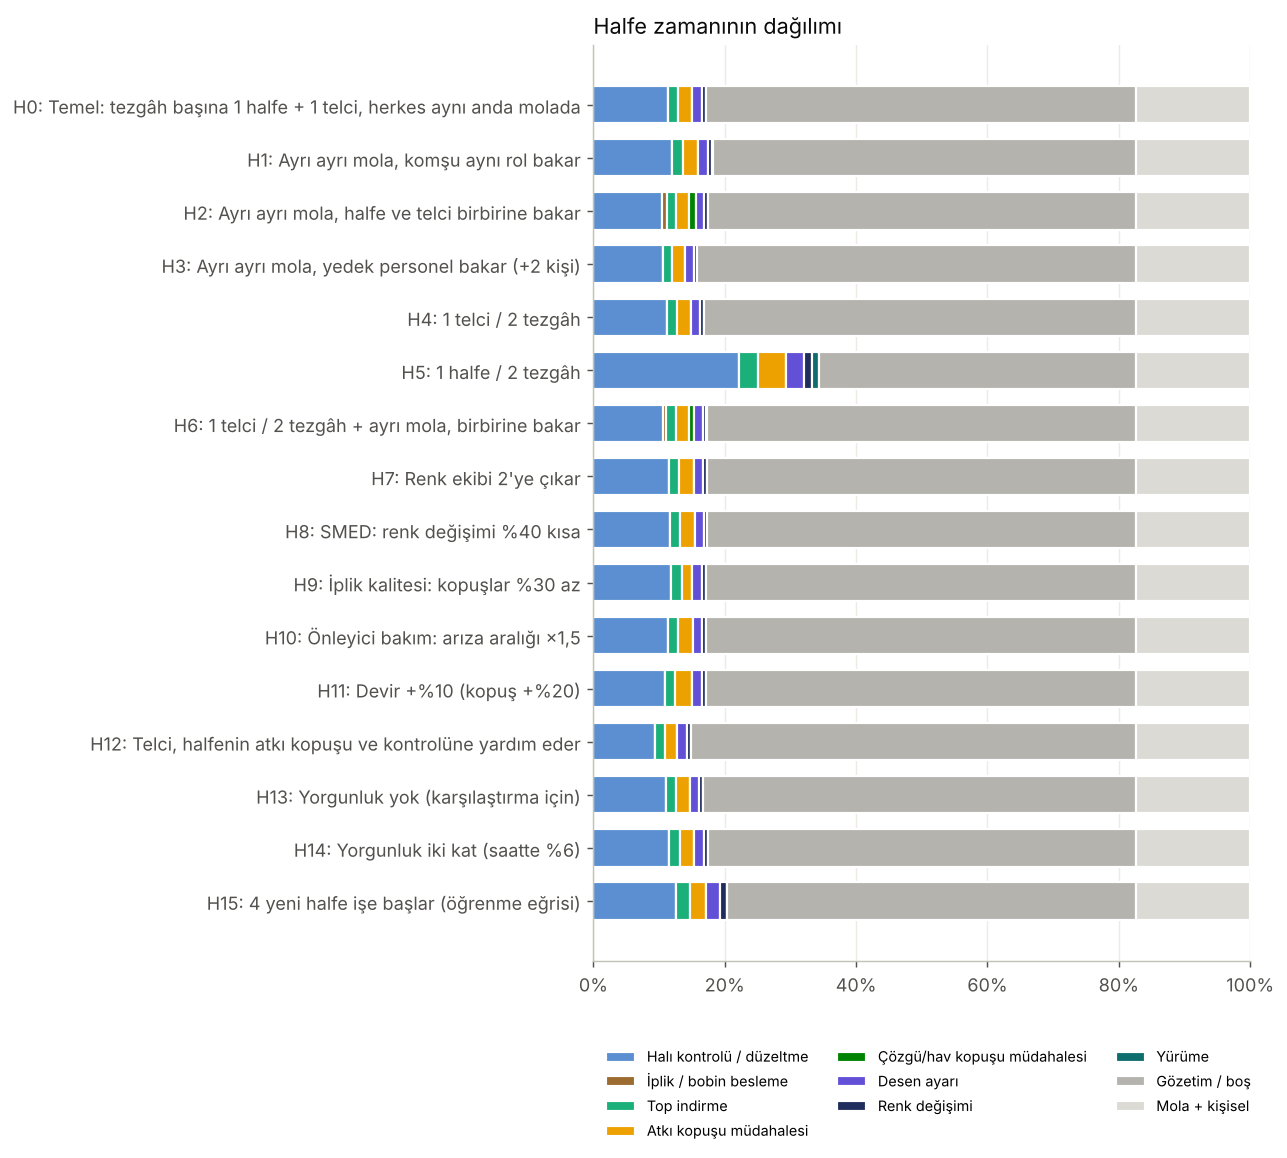 Halfe zamanının dağılımı
H0: Temel: tezgâh başına 1 halfe + 1 telci, herkes aynı anda molada
H1: Ayrı ayrı mola, komşu aynı rol bakar
H2: Ayrı ayrı mola, halfe ve telci birbirine bakar
H3: Ayrı ayrı mola, yedek personel bakar (+2 kişi)
H4: 1 telci / 2 tezgâh
H5: 1 halfe / 2 tezgâh
H6: 1 telci / 2 tezgâh + ayrı mola, birbirine bakar
H7: Renk ekibi 2'ye çıkar
H8: SMED: renk değişimi %40 kısa
H9: İplik kalitesi: kopuşlar %30 az
H10: Önleyici bakım: arıza aralığı ×1,5
H11: Devir +%10 (kopuş +%20)
H12: Telci, halfenin atkı kopuşu ve kontrolüne yardım eder
H13: Yorgunluk yok (karşılaştırma için)
H14: Yorgunluk iki kat (saatte %6)
H15: 4 yeni halfe işe başlar (öğrenme eğrisi)
0% 20% 40% 60% 80% 100%
Halı kontrolü / düzeltme
İplik / bobin besleme
Top indirme
Atkı kopuşu müdahalesi
Çözgü/hav kopuşu müdahalesi
Desen ayarı
Renk değişimi
Yürüme
Gözetim / boş
Mola + kişisel